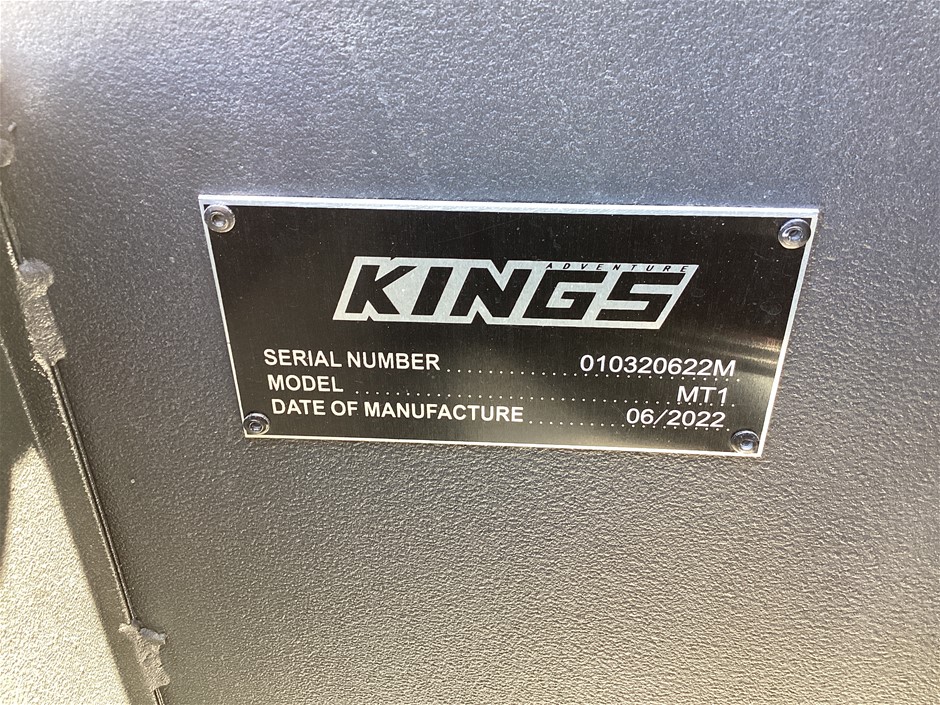 ADVENTURE
KINGS
SERIAL NUMBER.....................010320622M
MODEL.....................................MT1
DATE OF MANUFACTURE.............06/2022